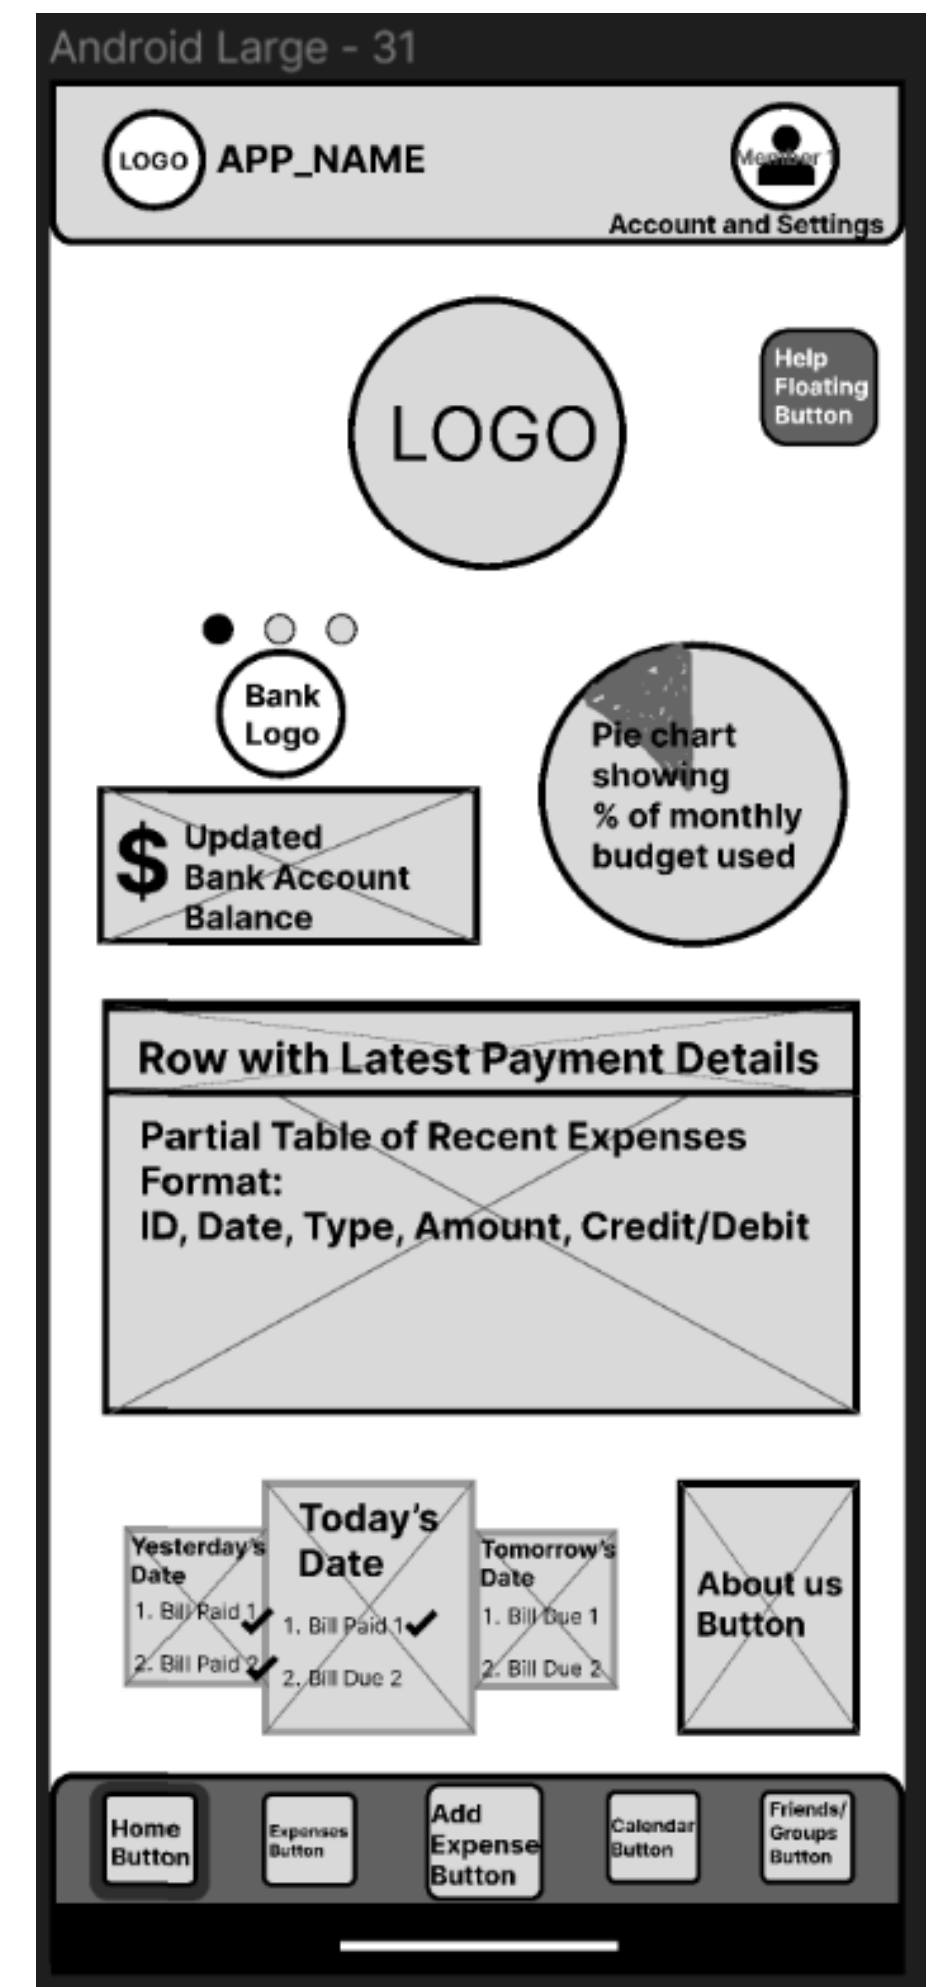 Android Large - 31
LOGO
APP_NAME
Member 1
Account and Settings
LOGO
Help
Floating
Button
Bank
Logo
$
Updated
Bank Account
Balance
Pie chart
showing
% of monthly
budget used
Row with Latest Payment Details
Partial Table of Recent Expenses
Format:
ID, Date, Type, Amount, Credit/Debit
Yesterday's
Date
1. Bill Paid 1
2. Bill Paid 2
Today's
Date
1. Bill Paid 1
2. Bill Due 2
Tomorrow's
Date
1. Bill Due 1
2. Bill Due 2
About us
Button
Home
Button
Expenses
Button
Add
Expense
Button
Calendar
Button
Friends/
Groups
Button